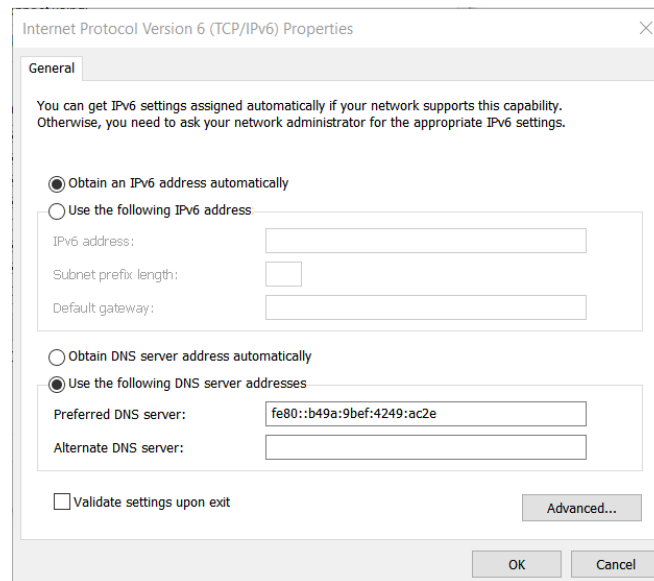 Internet Protocol Version 6 (TCP/IPv6) Properties
General
You can get IPv6 settings assigned automatically if your network supports this capability.
Otherwise, you need to ask your network administrator for the appropriate IPv6 settings.
Obtain an IPv6 address automatically
Use the following IPv6 address
IPv6 address:
Subnet prefix length:
Default gateway:
Obtain DNS server address automatically
Use the following DNS server addresses
Preferred DNS server: fe80::b49a:9bef:4249:ac2e
Alternate DNS server:
Validate settings upon exit
Advanced...
OK Cancel